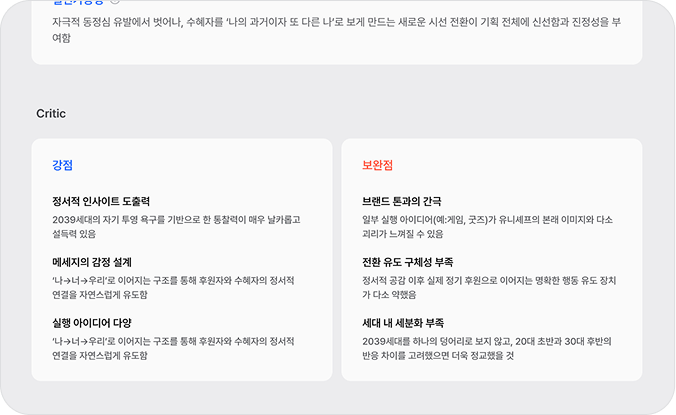 자극적 동정심 유발에서 벗어나, 수혜자를 ‘나의 과거이자 또 다른 나’로 보게 만드는 새로운 시선 전환이 기획 전체에 신선함과 진정성을 부
여함
Critic
강점
정서적 인사이트 도출력
2039세대의 자기 투영 욕구를 기반으로 한 통찰력이 매우 날카롭고
설득력 있음
메세지의 감정 설계
‘나→너→우리’로 이어지는 구조를 통해 후원자와 수혜자의 정서적
연결을 자연스럽게 유도함
실행 아이디어 다양
‘나→너→우리’로 이어지는 구조를 통해 후원자와 수혜자의 정서적
연결을 자연스럽게 유도함
보완점
브랜드 톤과의 간극
일부 실행 아이디어(예:게임, 굿즈)가 유니세프의 본래 이미지와 다소
괴리가 느껴질 수 있음
전환 유도 구체성 부족
정서적 공감 이후 실제 정기 후원으로 이어지는 명확한 행동 유도 장치
가 다소 약했음
세대 내 세분화 부족
2039세대를 하나의 덩어리로 보지 않고, 20대 초반과 30대 후반의
반응 차이를 고려했으면 더욱 정교했을 것